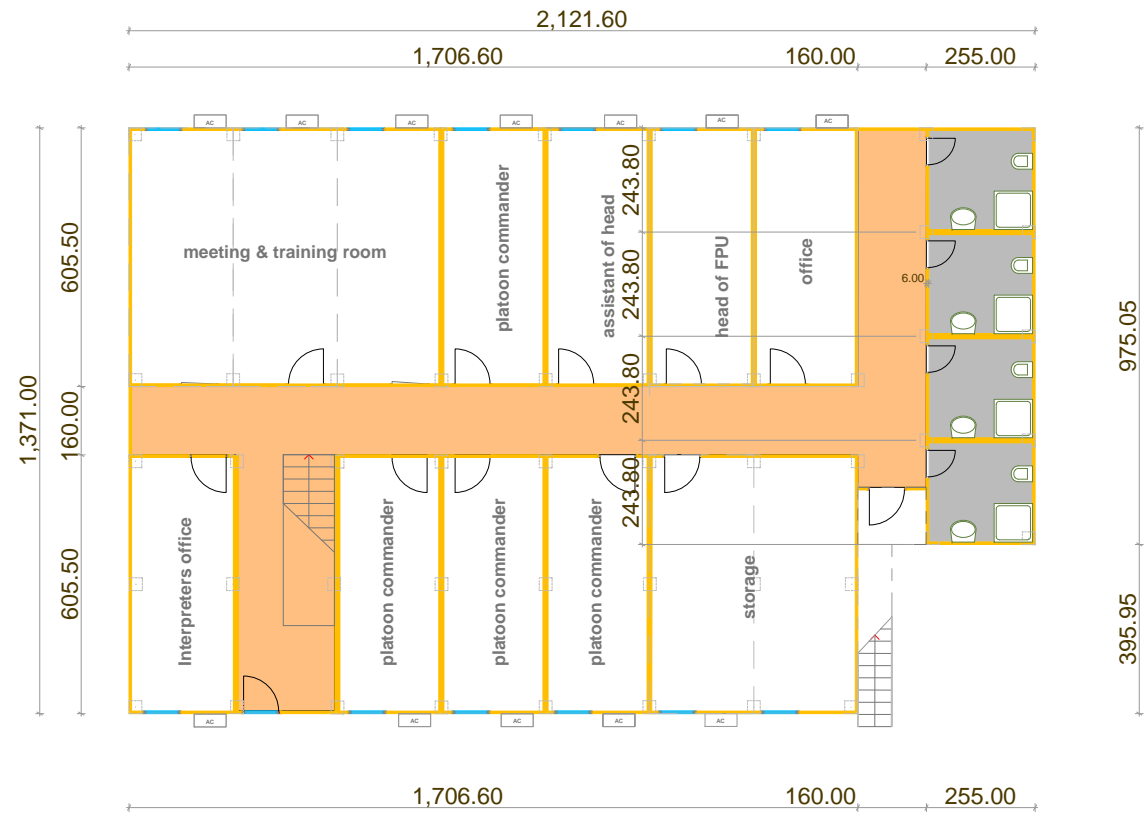 2,121.60
1,706.60
160.00
255.00
AC
AC
AC
AC
AC
AC
AC
meeting & training room
platoon commander
assistant of head
head of FPU
office
243.80
243.80
243.80
243.80
6.00
1,371.00
605.50
160.00
605.50
975.05
395.95
Interpreters office
platoon commander
platoon commander
platoon commander
storage
AC
AC
AC
AC
AC
1,706.60
160.00
255.00